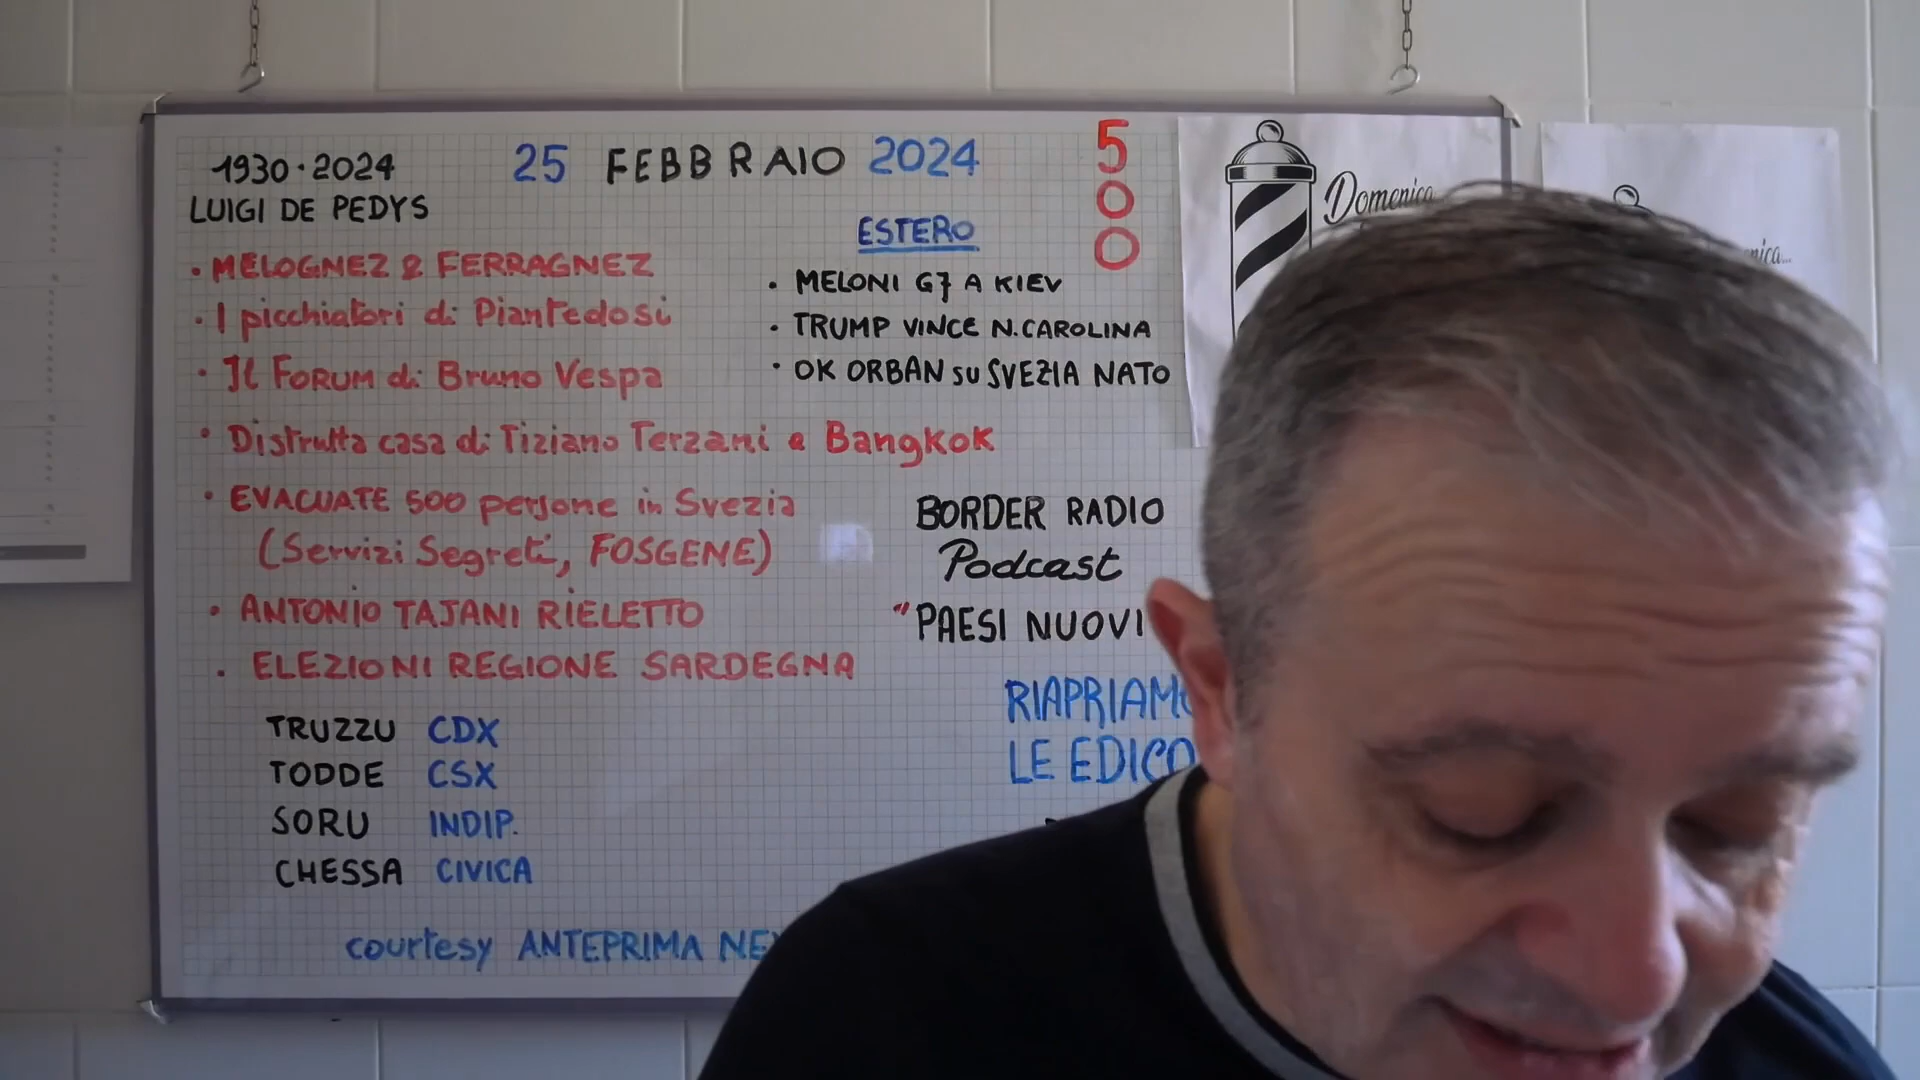 1930·2024
LUIGI DE PEDYS
25 FEBBRAIO 2024
500
• MELOGNEZ & FERRAGNEZ
• I picchiatori di Piantedosi
• Il FORUM di Bruno Vespa
• Distrutta casa di Tiziano Terzani a Bangkok
• EVACUATE 500 persone in Svezia
(Servizi Segreti, FOSGENE)
• ANTONIO TAJANI RIELETTO
• ELEZIONI REGIONE SARDEGNA
TRUZZU CDX
TODDE CSX
SORU INDIP.
CHESSA CIVICA
courtesy ANTEPRIMA
ESTERO
• MELONI G7 A KIEV
• TRUMP VINCE N.CAROLINA
• OK ORBAN su SVEZIA NATO
BORDER RADIO
Podcast
"PAESI NUOVI
RIAPRIAMO
LE
Domenica